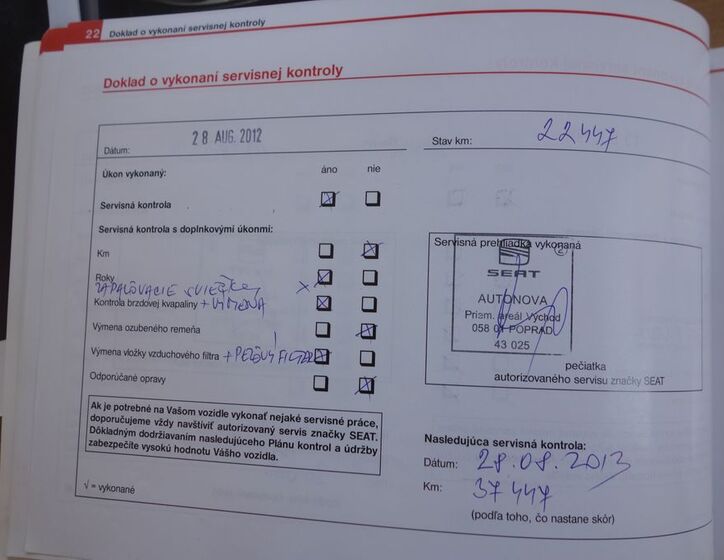 22 Doklad o vykonaní servisnej kontroly
Doklad o vykonaní servisnej kontroly
Dátum: 28 AUG. 2012
Stav km: 22447
Úkon vykonaný: áno nie
Servisná kontrola
Servisná kontrola s doplnkovými úkonmi:
Km
Roky
ZAPAĽOVACIE SVIEČKY
Kontrola brzdovej kvapaliny + VÝMENA
Výmena ozubeného remeňa
Výmena vložky vzduchového filtra + PEĽOVÝ FILTER
Odporúčané opravy
Ak je potrebné na Vašom vozidle vykonať nejaké servisné práce,
doporučujeme vždy navštíviť autorizovaný servis značky SEAT.
Dôkladným dodržiavaním nasledujúceho Plánu kontrol a údržby
zabezpečíte vysokú hodnotu Vášho vozidla.
√ = vykonané
Servisná prehliadka vykonaná
SEAT
AUTONOVA
Priem. areál Východ
058 01 POPRAD
43 025
pečiatka
autorizovaného servisu značky SEAT
Nasledujúca servisná kontrola:
Dátum: 28.08.2013
Km: 37447
(podľa toho, čo nastane skôr)